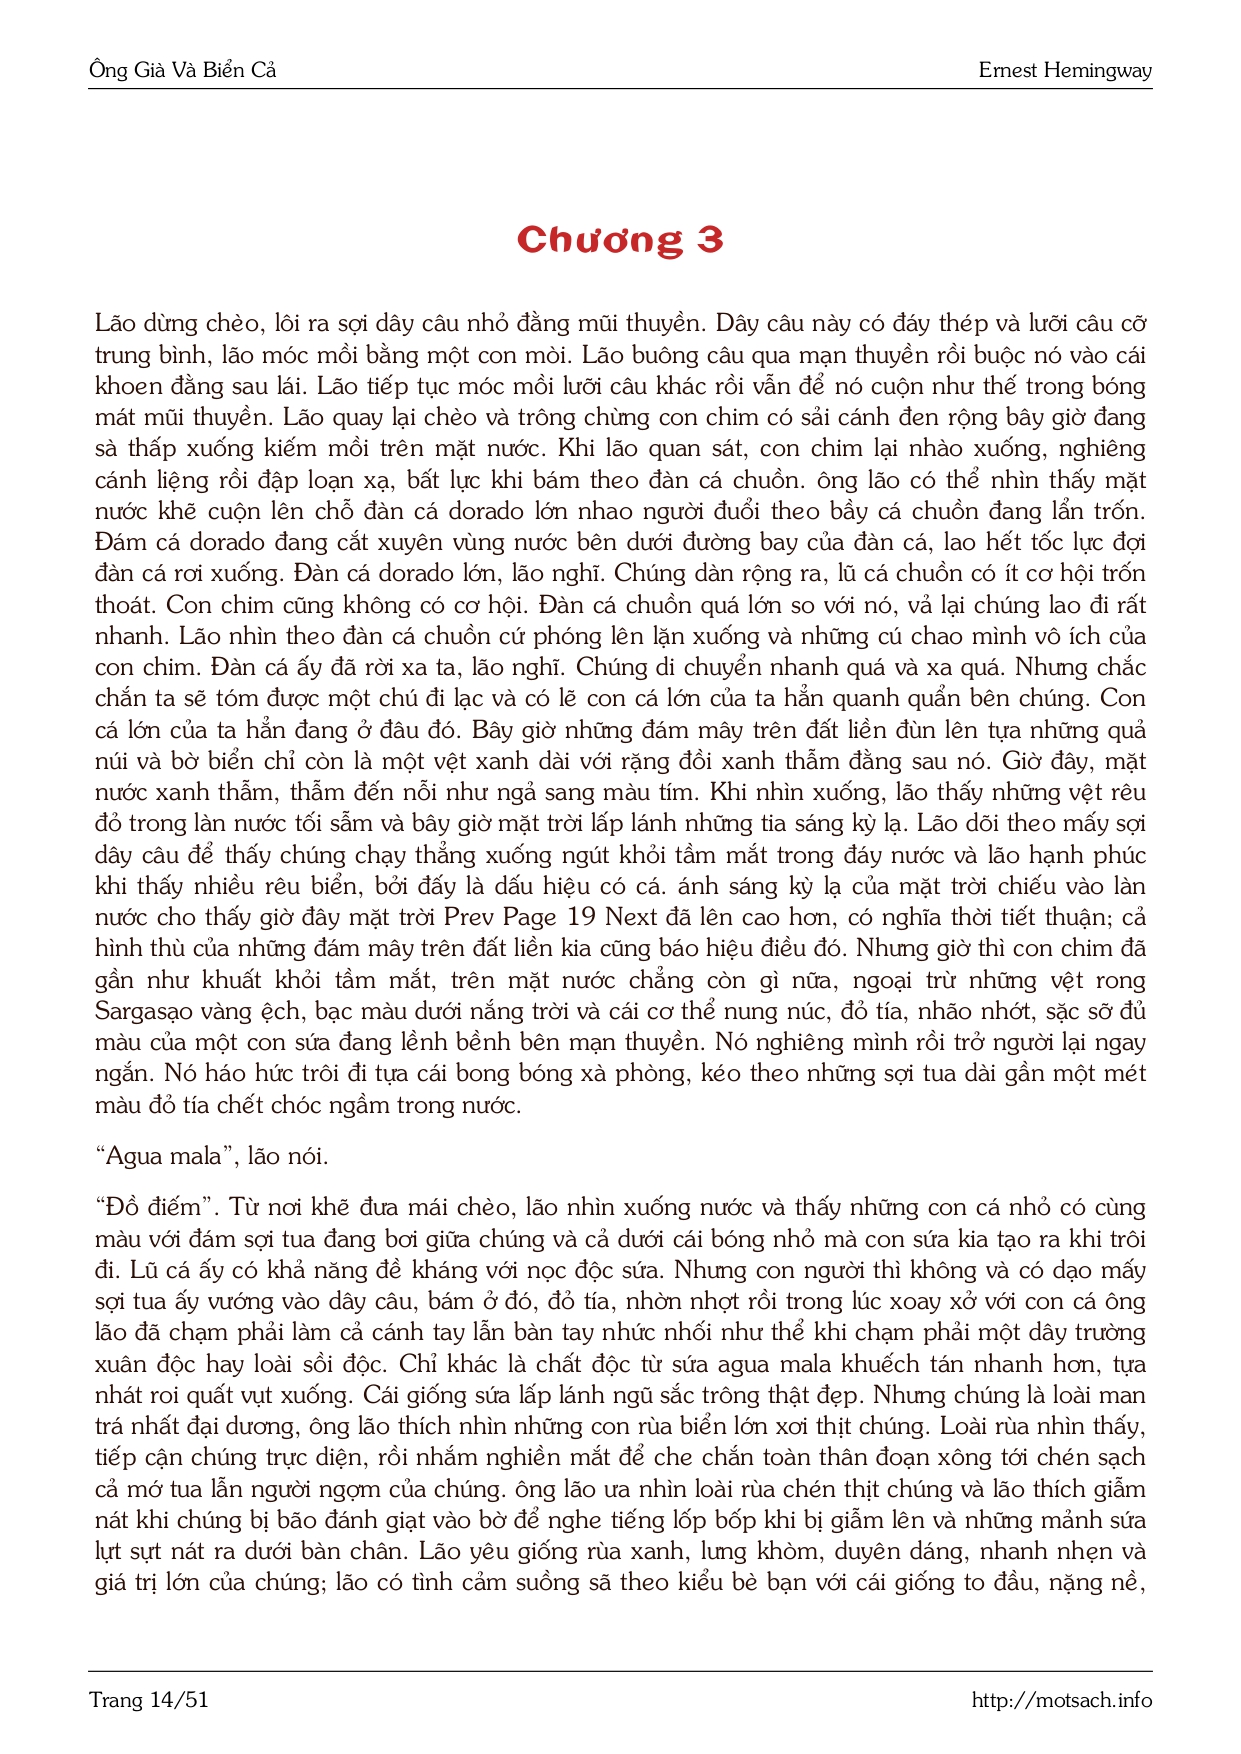 Ông Già Và Biển Cả
Ernest Hemingway
Chương 3
Lão dừng chèo, lôi ra sợi dây câu nhỏ đằng mũi thuyền. Dây câu này có đáy thép và lưỡi câu cỡ
trung bình, lão móc mồi bằng một con mòi. Lão buông câu qua mạn thuyền rồi buộc nó vào cái
khoen đằng sau lái. Lão tiếp tục móc mồi lưỡi câu khác rồi vẫn để nó cuộn như thế trong bóng
mát mũi thuyền. Lão quay lại chèo và trông chừng con chim có sải cánh đen rộng bây giờ đang
sà thấp xuống kiếm mồi trên mặt nước. Khi lão quan sát, con chim lại nhào xuống, nghiêng
cánh liệng rồi đập loạn xạ, bất lực khi bám theo đàn cá chuồn. ông lão có thể nhìn thấy mặt
nước khẽ cuộn lên chỗ đàn cá dorado lớn nhao người đuổi theo bầy cá chuồn đang lẩn trốn.
Đám cá dorado đang cắt xuyên vùng nước bên dưới đường bay của đàn cá, lao hết tốc lực đợi
đàn cá rơi xuống. Đàn cá dorado lớn, lão nghĩ. Chúng dàn rộng ra, lũ cá chuồn có ít cơ hội trốn
thoát. Con chim cũng không có cơ hội. Đàn cá chuồn quá lớn so với nó, vả lại chúng lao đi rất
nhanh. Lão nhìn theo đàn cá chuồn cứ phóng lên lặn xuống và những cú chao mình vô ích của
con chim. Đàn cá ấy đã rời xa ta, lão nghĩ. Chúng di chuyển nhanh quá và xa quá. Nhưng chắc
chắn ta sẽ tóm được một chú đi lạc và có lẽ con cá lớn của ta hẳn quanh quẩn bên chúng. Con
cá lớn của ta hẳn đang ở đâu đó. Bây giờ những đám mây trên đất liền đùn lên tựa những quả
núi và bờ biển chỉ còn là một vệt xanh dài với rặng đồi xanh thẫm đằng sau nó. Giờ đây, mặt
nước xanh thẫm, thẫm đến nỗi như ngả sang màu tím. Khi nhìn xuống, lão thấy những vệt rêu
đỏ trong làn nước tối sẫm và bây giờ mặt trời lấp lánh những tia sáng kỳ lạ. Lão dõi theo mấy sợi
dây câu để thấy chúng chạy thẳng xuống ngút khỏi tầm mắt trong đáy nước và lão hạnh phúc
khi thấy nhiều rêu biển, bởi đấy là dấu hiệu có cá. ánh sáng kỳ lạ của mặt trời chiếu vào làn
nước cho thấy giờ đây mặt trời Prev Page 19 Next đã lên cao hơn, có nghĩa thời tiết thuận; cả
hình thù của những đám mây trên đất liền kia cũng báo hiệu điều đó. Nhưng giờ thì con chim đã
gần như khuất khỏi tầm mắt, trên mặt nước chẳng còn gì nữa, ngoại trừ những vệt rong
Sargasạo vàng ệch, bạc màu dưới nắng trời và cái cơ thể nung núc, đỏ tía, nhão nhớt, sặc sỡ đủ
màu của một con sứa đang lềnh bềnh bên mạn thuyền. Nó nghiêng mình rồi trở người lại ngay
ngắn. Nó háo hức trôi đi tựa cái bong bóng xà phòng, kéo theo những sợi tua dài gần một mét
màu đỏ tía chết chóc ngầm trong nước.
“Agua mala”, lão nói.
“Đồ điếm”. Từ nơi khẽ đưa mái chèo, lão nhìn xuống nước và thấy những con cá nhỏ có cùng
màu với đám sợi tua đang bơi giữa chúng và cả dưới cái bóng nhỏ mà con sứa kia tạo ra khi trôi
đi. Lũ cá ấy có khả năng đề kháng với nọc độc sứa. Nhưng con người thì không và có dạo mấy
sợi tua ấy vướng vào dây câu, bám ở đó, đỏ tía, nhờn nhợt rồi trong lúc xoay xở với con cá ông
lão đã chạm phải làm cả cánh tay lẫn bàn tay nhức nhối như thể khi chạm phải một dây trường
xuân độc hay loài sồi độc. Chỉ khác là chất độc từ sứa agua mala khuếch tán nhanh hơn, tựa
nhát roi quất vụt xuống. Cái giống sứa lấp lánh ngũ sắc trông thật đẹp. Nhưng chúng là loài man
trá nhất đại dương, ông lão thích nhìn những con rùa biển lớn xơi thịt chúng. Loài rùa nhìn thấy,
tiếp cận chúng trực diện, rồi nhắm nghiền mắt để che chắn toàn thân đoạn xông tới chén sạch
cả mớ tua lẫn người ngợm của chúng. ông lão ưa nhìn loài rùa chén thịt chúng và lão thích giẫm
nát khi chúng bị bão đánh giạt vào bờ để nghe tiếng lốp bốp khi bị giẫm lên và những mảnh sứa
lựt sựt nát ra dưới bàn chân. Lão yêu giống rùa xanh, lưng khòm, duyên dáng, nhanh nhẹn và
giá trị lớn của chúng; lão có tình cảm suồng sã theo kiểu bè bạn với cái giống to đầu, nặng nề,
Trang 14/51
http://motsach.info